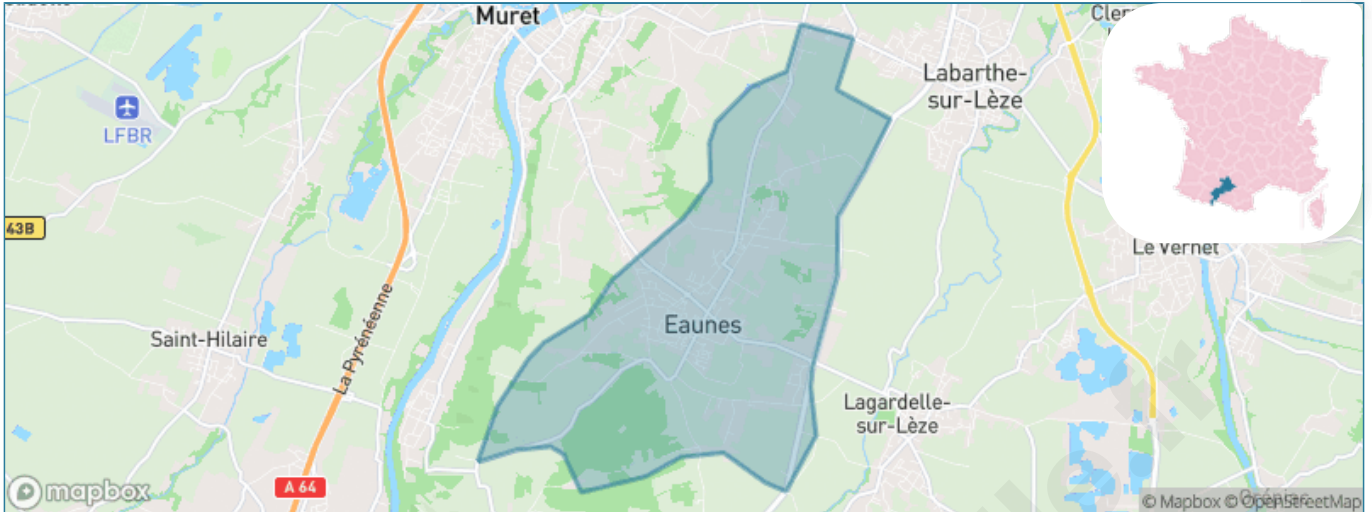 Muret
Labarthe-
sur-Lèze
LFBR
43B
Le Vernet
La Pyrénéenne
Saint-Hilaire
Eaunes
Lagardelle-
sur-Lèze
A 64
mapbox
© Mapbox © OpenStreetMap